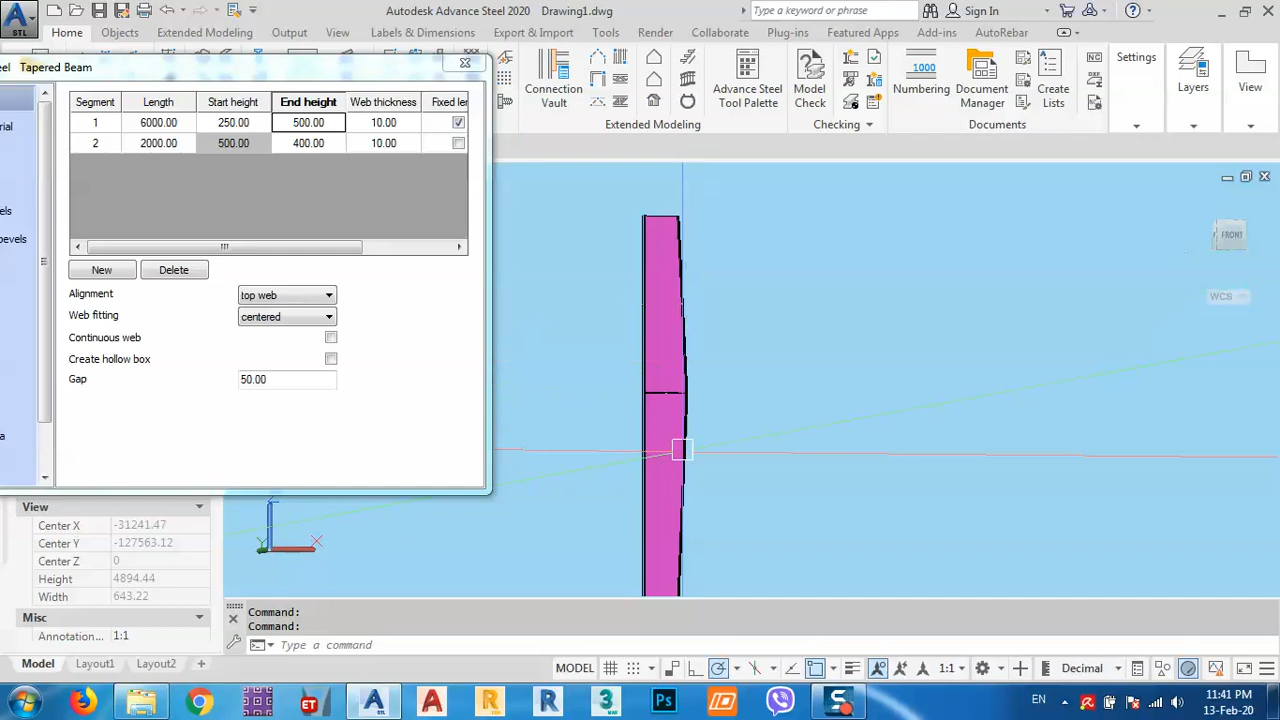 STL
Autodesk Advance Steel 2020 Drawing1.dwg
Type a keyword or phrase
Sign In
Home Objects Extended Modeling Output View Labels & Dimensions Export & Import Tools Render Collaborate Plug-ins Featured Apps Add-ins AutoRebar
Tapered Beam
Segment Length Start height End height Web thickness Fixed len
1 6000.00 250.00 500.00 10.00
2 2000.00 500.00 400.00 10.00
New Delete
Alignment top web
Web fitting centered
Continuous web
Create hollow box
Gap 50.00
Connection Vault
Advance Steel Tool Palette
Extended Modeling
Model Check
Checking
1000
Numbering
Document Manager
Create Lists
Documents
Settings
Layers
View
FRONT
WCS
View
Center X -31241.47
Center Y -127563.12
Center Z 0
Height 4894.44
Width 643.22
Misc
Annotation... 1:1
Y X
Command:
Command:
Type a command
Model Layout1 Layout2 +
MODEL 1:1 Decimal
ET
STL
Ps
EN
11:41 PM
13-Feb-20